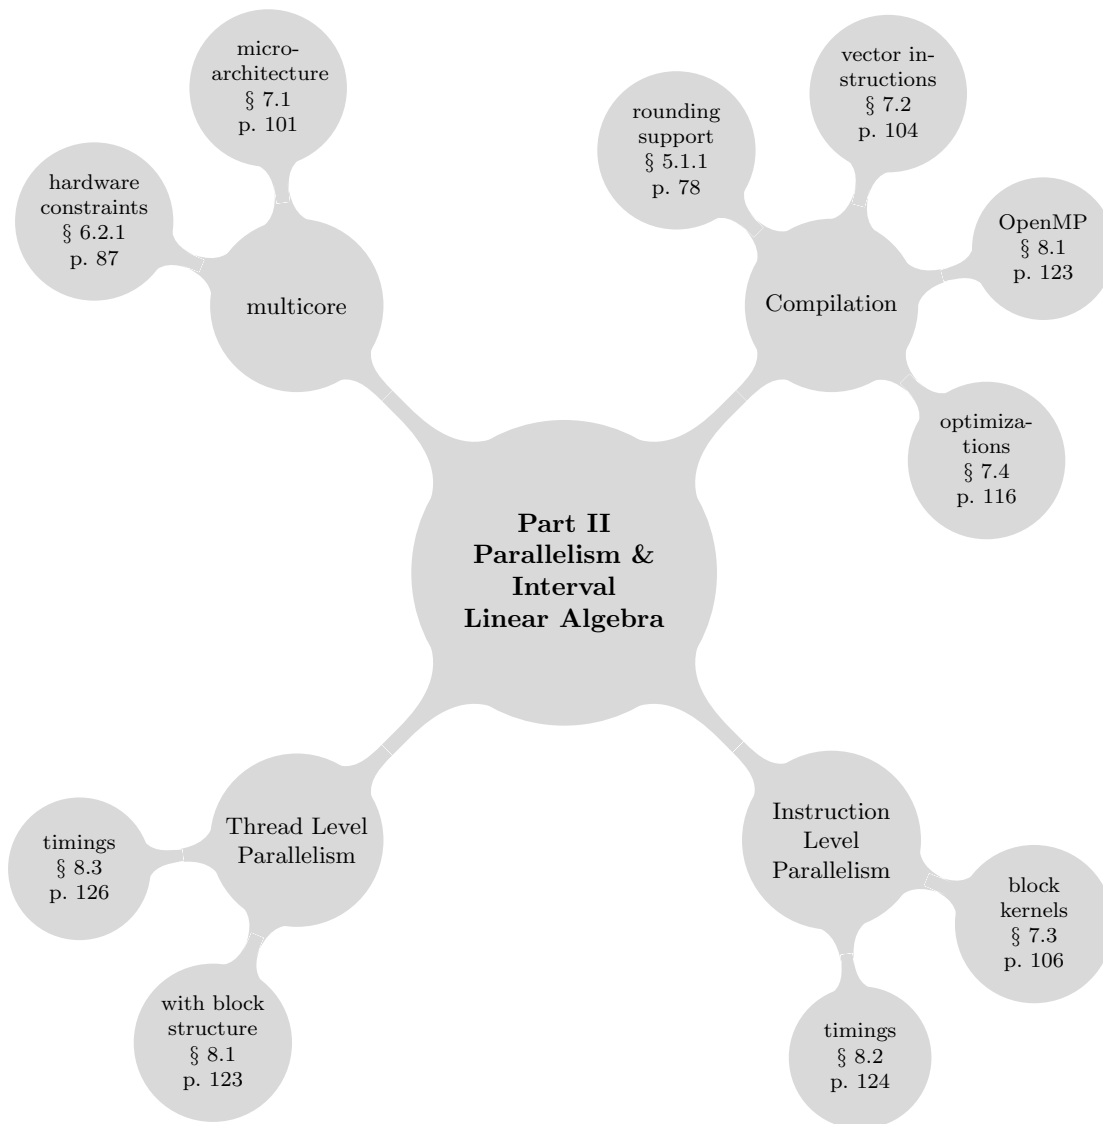 micro-
architecture
§ 7.1
p. 101
hardware
constraints
§ 6.2.1
p. 87
multicore
rounding
support
§ 5.1.1
p. 78
vector in-
structions
§ 7.2
p. 104
OpenMP
§ 8.1
p. 123
Compilation
optimiza-
tions
§ 7.4
p. 116
Part II
Parallelism &
Interval
Linear Algebra
Thread Level
Parallelism
timings
§ 8.3
p. 126
with block
structure
§ 8.1
p. 123
Instruction
Level
Parallelism
block
kernels
§ 7.3
p. 106
timings
§ 8.2
p. 124